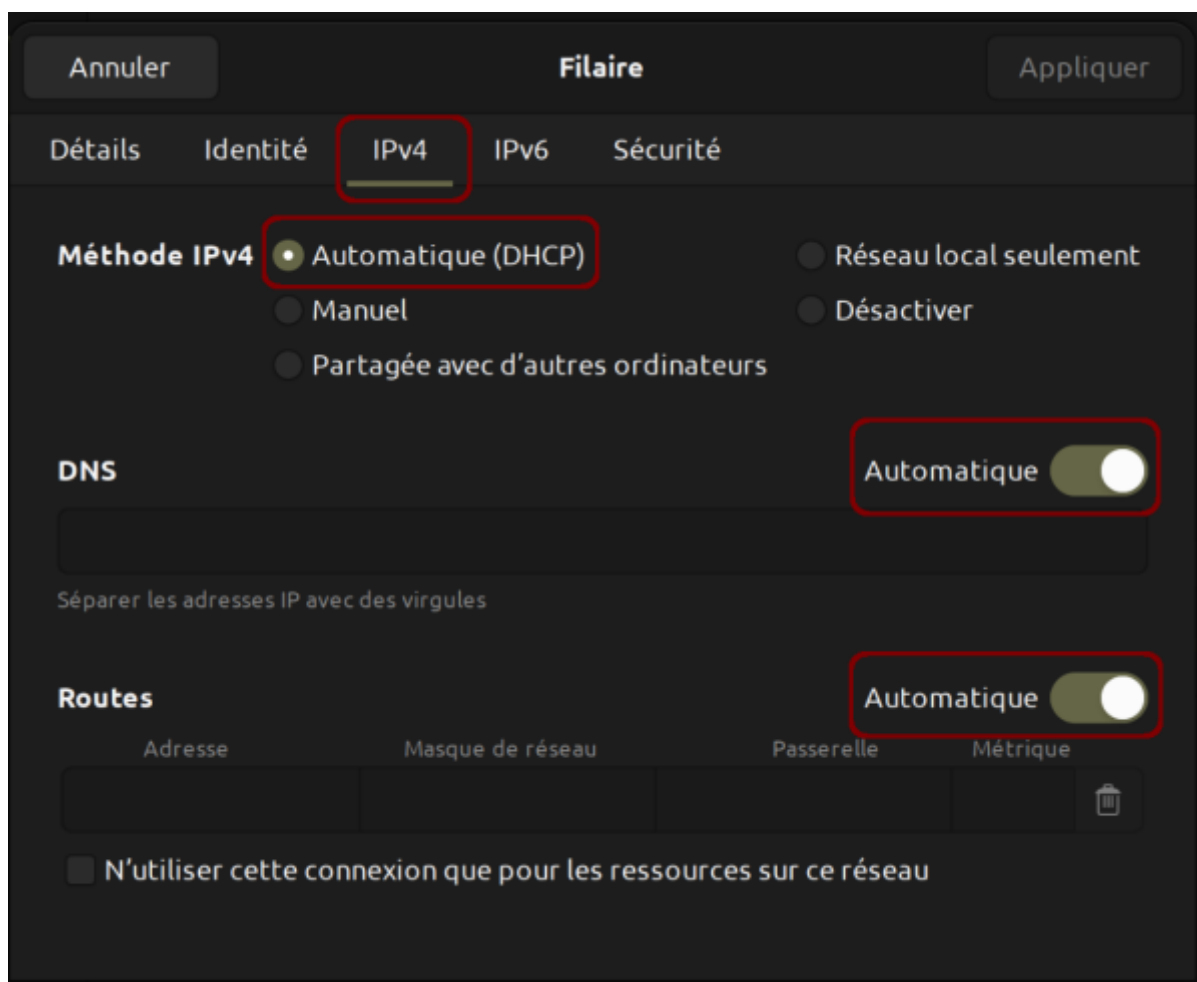 Annuler Filaire Appliquer
Détails Identité IPv4 IPv6 Sécurité
Méthode IPv4 Automatique (DHCP) Réseau local seulement
Manuel Désactiver
Partagée avec d’autres ordinateurs
DNS Automatique
Séparer les adresses IP avec des virgules
Routes Automatique
Adresse Masque de réseau Passerelle Métrique
N’utiliser cette connexion que pour les ressources sur ce réseau